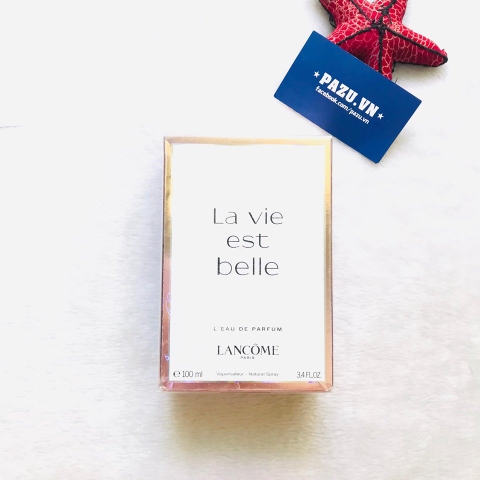 ★ PAZU.VN ★
facebook.com/pazu.vn
La vie
est
belle
L'EAU DE PARFUM
LANCÔME
PARIS
℮ 100 ml Vaporisateur - Natural Spray 3.4 FL.OZ.